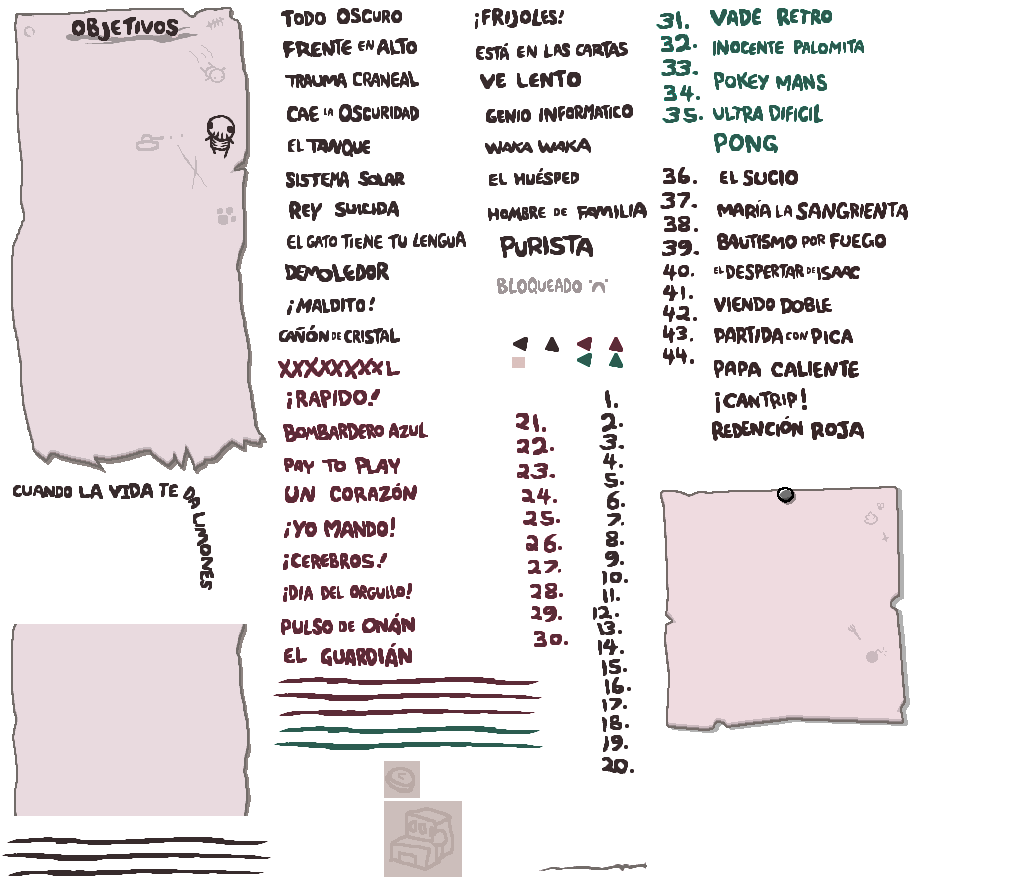 OBJETIVOS
CUANDO LA VIDA TE DA LIMONES
TODO OSCURO
FRENTE EN ALTO
TRAUMA CRANEAL
CAE LA OSCURIDAD
EL TANQUE
SISTEMA SOLAR
REY SUICIDA
EL GATO TIENE TU LENGUA
DEMOLEDOR
¡MALDITO!
CAÑÓN DE CRISTAL
XXXXXXXXL
¡RAPIDO!
BOMBARDERO AZUL
PAY TO PLAY
UN CORAZÓN
¡YO MANDO!
¡CEREBROS!
¡DIA DEL ORGULLO!
PULSO DE ONÁN
EL GUARDIÁN
¡FRIJOLES!
ESTÁ EN LAS CARTAS
VE LENTO
GENIO INFORMATICO
WAKA WAKA
EL HUÉSPED
HOMBRE DE FAMILIA
PURISTA
BLOQUEADO "∩"
21.
22.
23.
24.
25.
26.
27.
28.
29.
30.
1.
2.
3.
4.
5.
6.
7.
8.
9.
10.
11.
12.
13.
14.
15.
16.
17.
18.
19.
20.
31.
32.
33.
34.
35.
36.
37.
38.
39.
40.
41.
42.
43.
44.
VADE RETRO
INOCENTE PALOMITA
POKEY MANS
ULTRA DIFICIL
PONG
EL SUCIO
MARÍA LA SANGRIENTA
BAUTISMO POR FUEGO
EL DESPERTAR DE ISAAC
VIENDO DOBLE
PARTIDA CON PICA
PAPA CALIENTE
¡CANTRIP!
REDENCIÓN ROJA